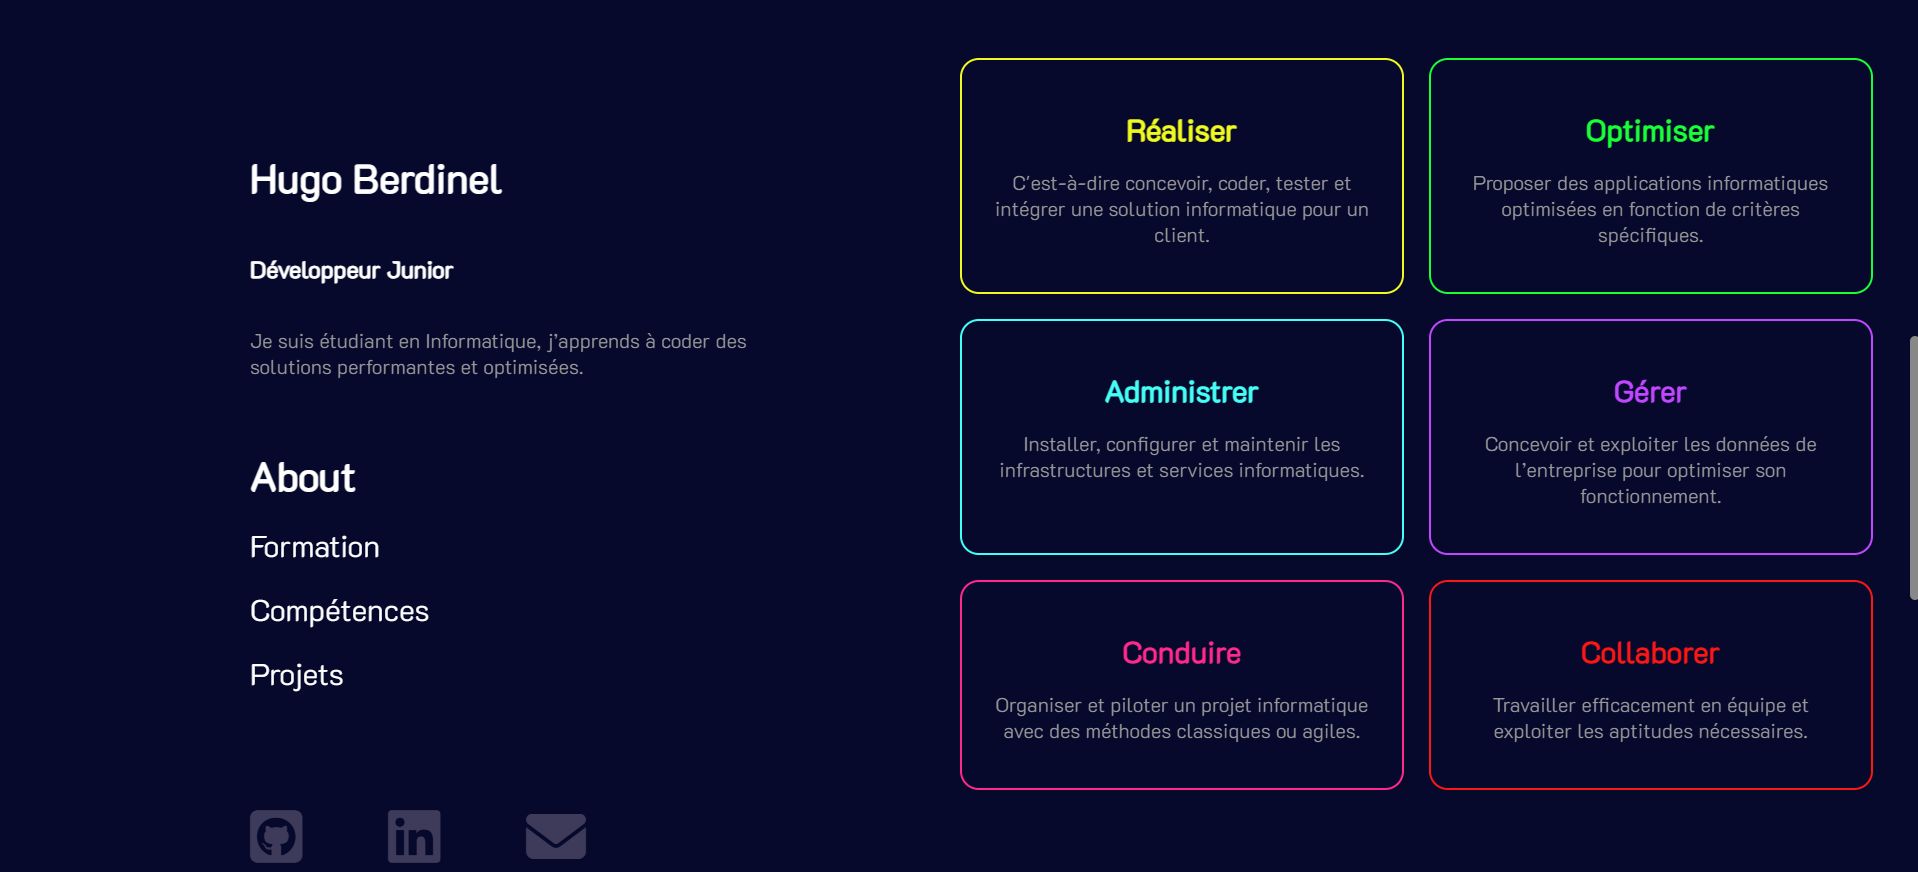 Hugo Berdinel
Développeur Junior
Je suis étudiant en Informatique, j’apprends à coder des
solutions performantes et optimisées.
About
Formation
Compétences
Projets
Réaliser
C'est-à-dire concevoir, coder, tester et
intégrer une solution informatique pour un
client.
Optimiser
Proposer des applications informatiques
optimisées en fonction de critères
spécifiques.
Administrer
Installer, configurer et maintenir les
infrastructures et services informatiques.
Gérer
Concevoir et exploiter les données de
l’entreprise pour optimiser son
fonctionnement.
Conduire
Organiser et piloter un projet informatique
avec des méthodes classiques ou agiles.
Collaborer
Travailler efficacement en équipe et
exploiter les aptitudes nécessaires.
in